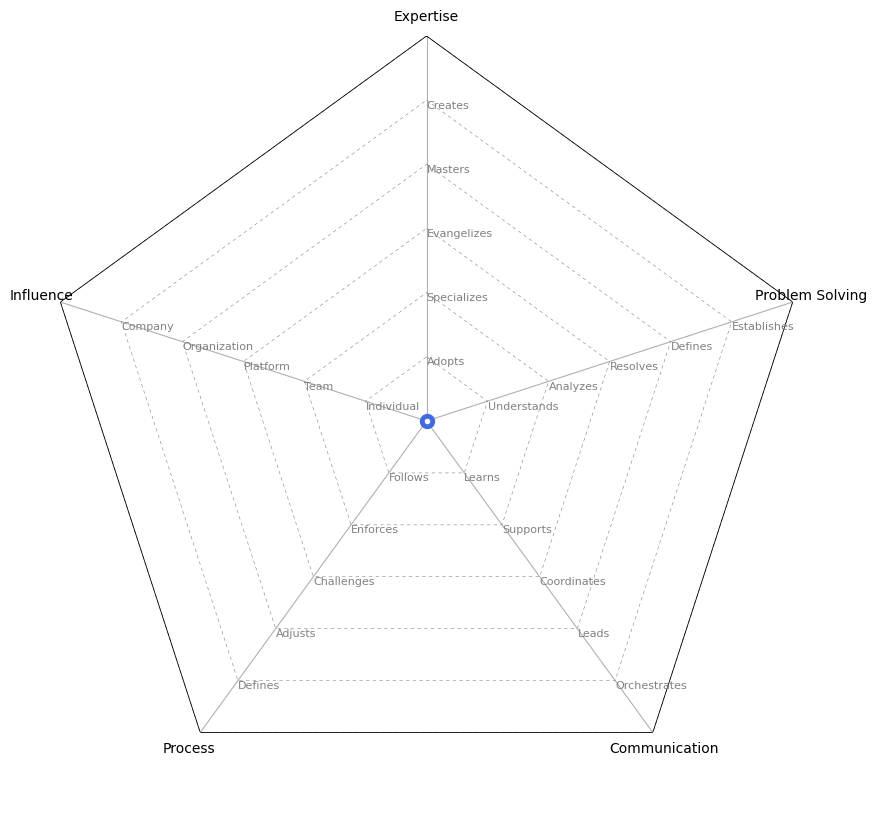 Expertise
Creates
Masters
Evangelizes
Specializes
Adopts
Influence
Company
Organization
Platform
Team
Individual
Problem Solving
Establishes
Defines
Resolves
Analyzes
Understands
Follows
Learns
Enforces
Supports
Challenges
Coordinates
Adjusts
Leads
Defines
Orchestrates
Process
Communication